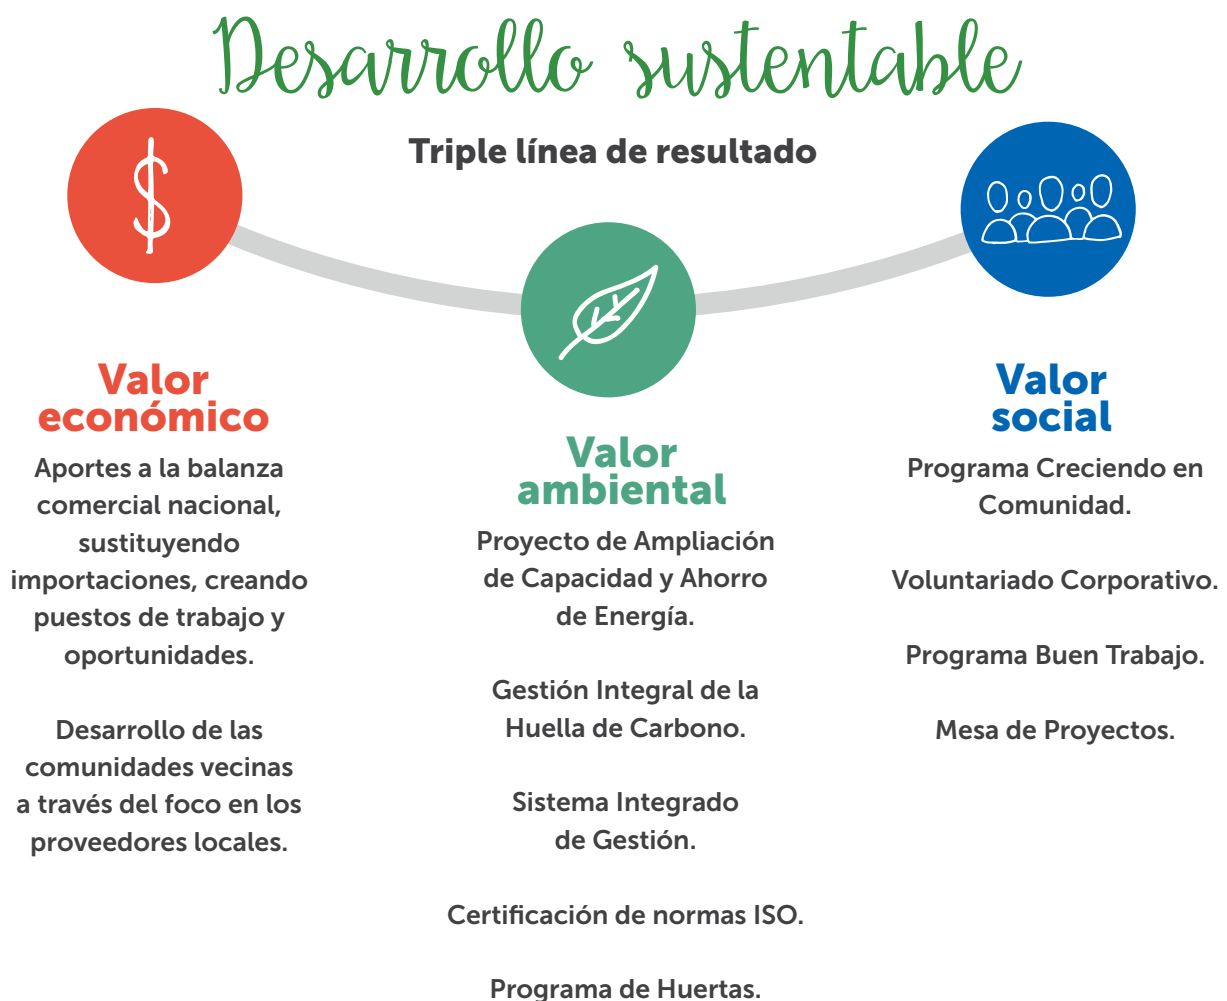 Desarrollo sustentable
Triple línea de resultado
Valor
económico
Aportes a la balanza
comercial nacional,
sustituyendo
importaciones, creando
puestos de trabajo y
oportunidades.
Desarrollo de las
comunidades vecinas
a través del foco en los
proveedores locales.
Valor
ambiental
Proyecto de Ampliación
de Capacidad y Ahorro
de Energía.
Gestión Integral de la
Huella de Carbono.
Sistema Integrado
de Gestión.
Certificación de normas ISO.
Programa de Huertas.
Valor
social
Programa Creciendo en
Comunidad.
Voluntariado Corporativo.
Programa Buen Trabajo.
Mesa de Proyectos.